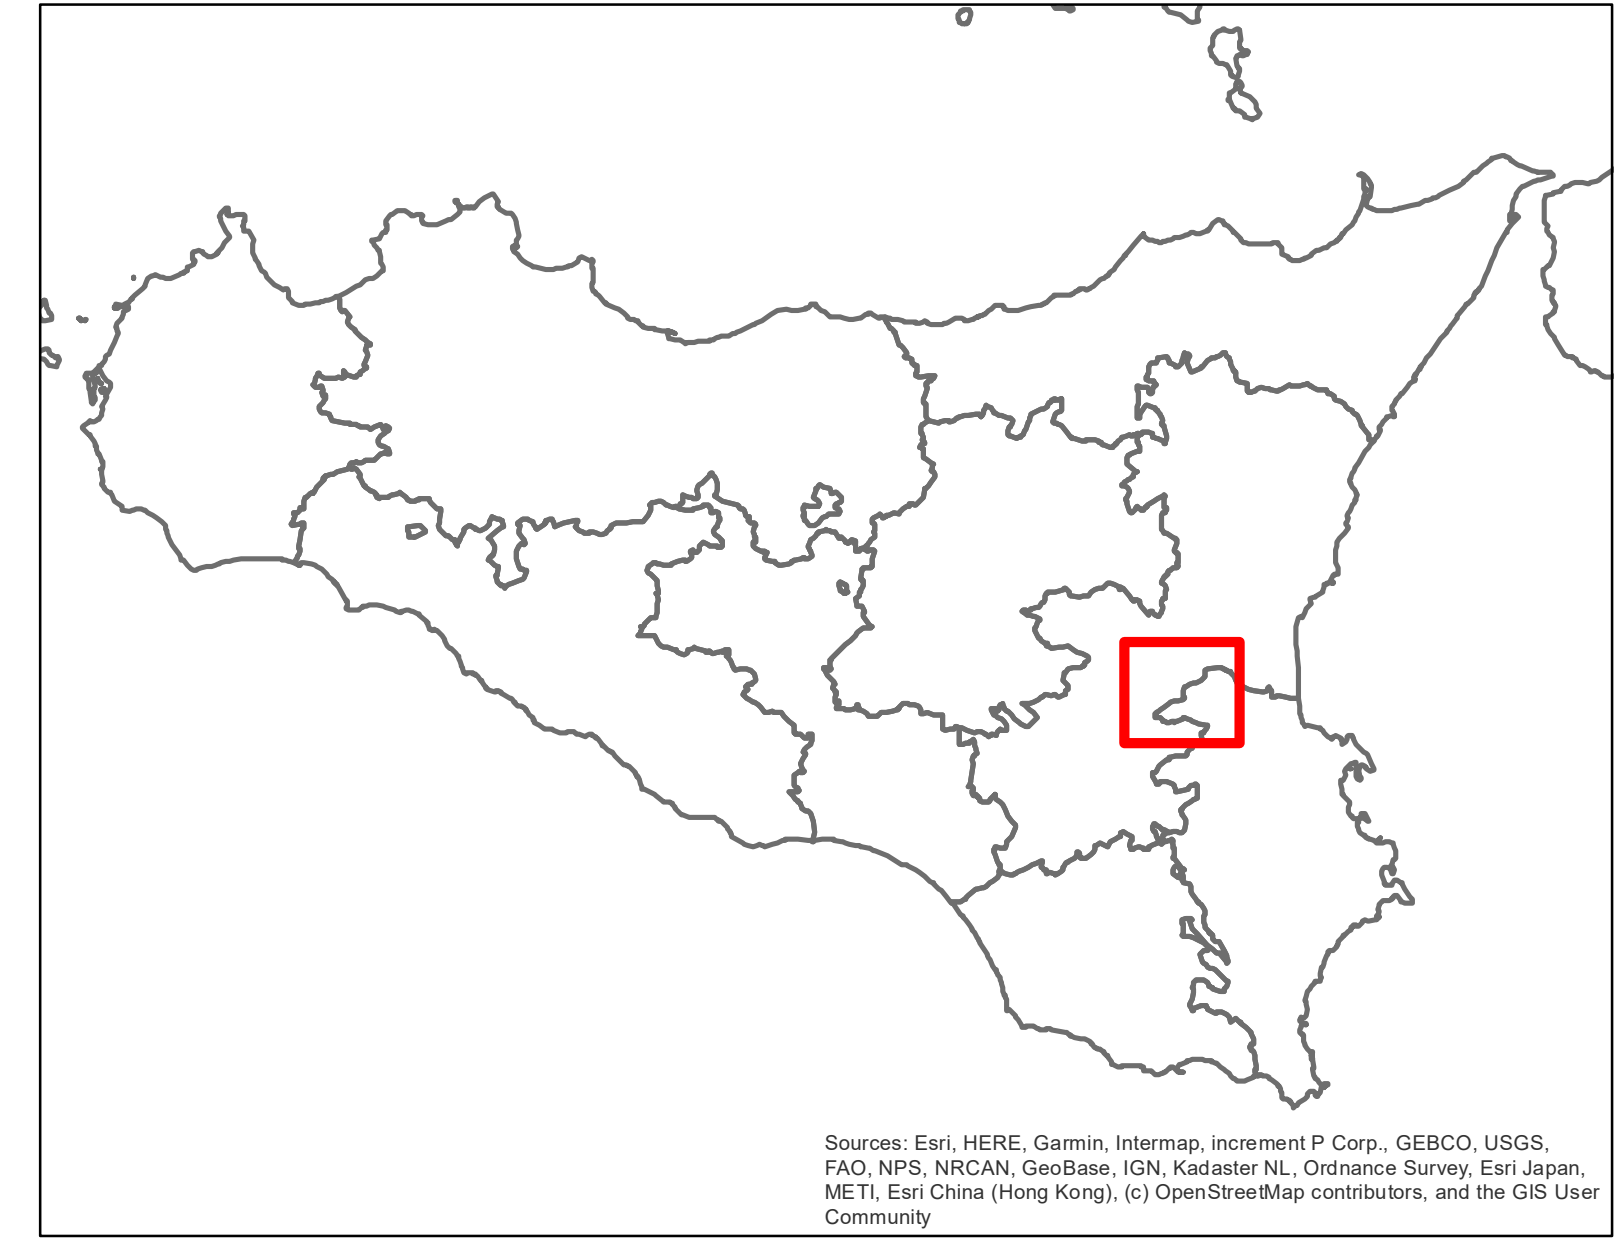 Sources: Esri, HERE, Garmin, Intermap, increment P Corp., GEBCO, USGS,
FAO, NPS, NRCAN, GeoBase, IGN, Kadaster NL, Ordnance Survey, Esri Japan,
METI, Esri China (Hong Kong), (c) OpenStreetMap contributors, and the GIS User
Community